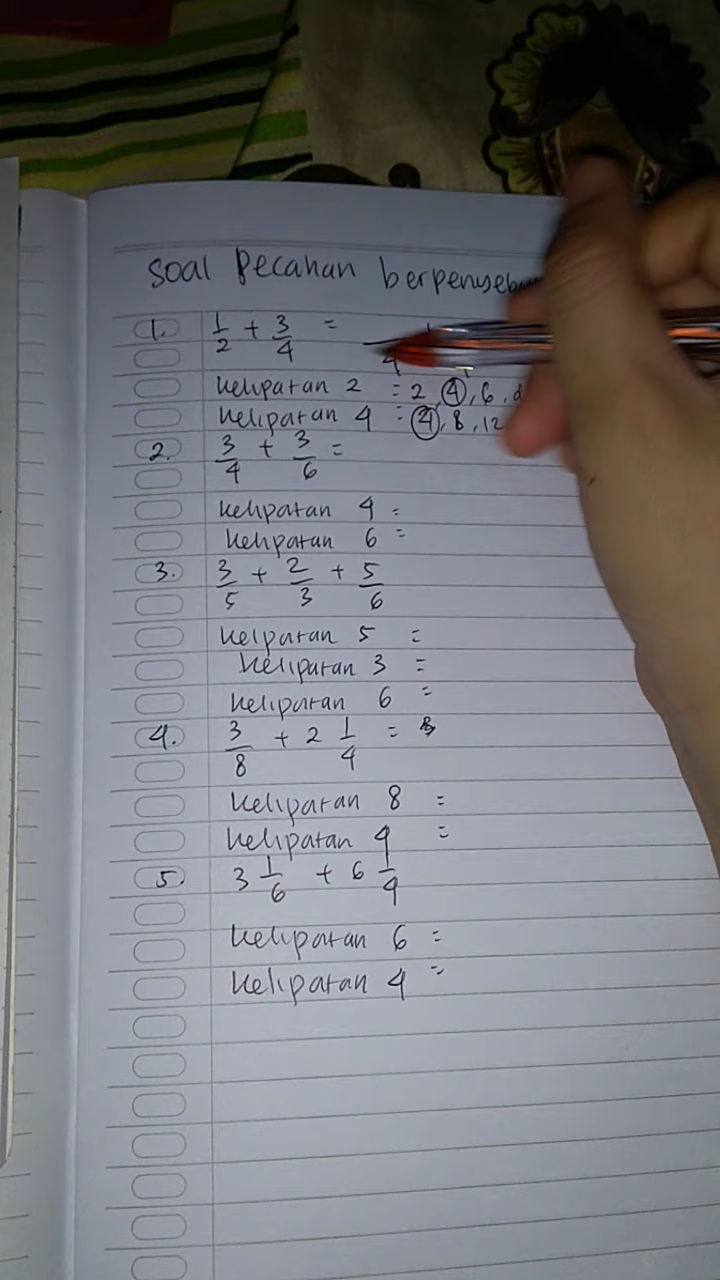 Soal Pecahan berpenyebu
1. 1/2 + 3/4 = /4
Kelipatan 2 = 2, 4, 6,
Kelipatan 4 = 4, 8, 12
2. 3/4 + 3/6 =
Kelipatan 4 =
Kelipatan 6 =
3. 3/5 + 2/3 + 5/6
Kelpatan 5 =
Kelipatan 3 =
Kelipatan 6 =
4. 3/8 + 2 1/4 =
Kelipatan 8 =
Kelipatan 4 =
5. 3 1/6 + 6 1/4
Kelipatan 6 =
Kelipatan 4 =